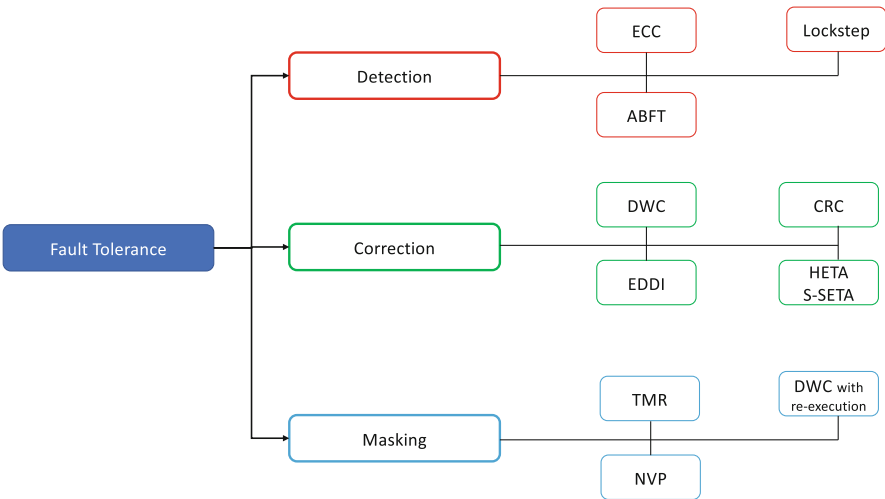 ECC
Lockstep
Detection
ABFT
DWC
CRC
Fault Tolerance
Correction
EDDI
HETA
S-SETA
TMR
DWC with
re-execution
Masking
NVP